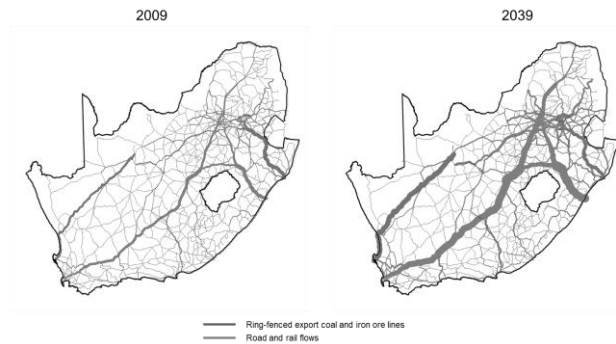 2009
2039
Ring-fenced export coal and iron ore lines
Road and rail flows